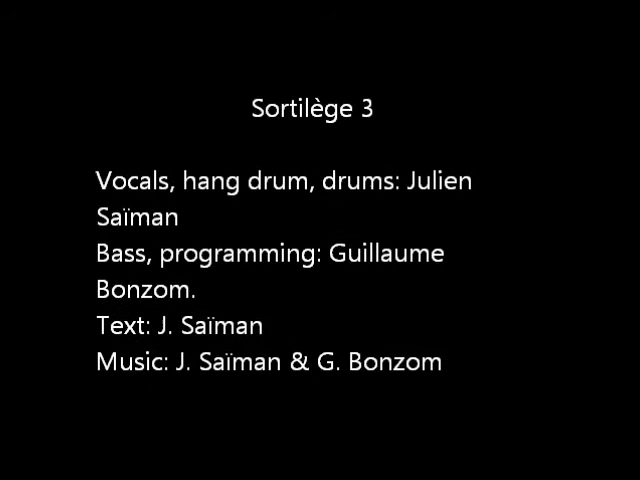 Sortilège 3
Vocals, hang drum, drums: Julien
Saïman
Bass, programming: Guillaume
Bonzom.
Text: J. Saïman
Music: J. Saïman & G. Bonzom